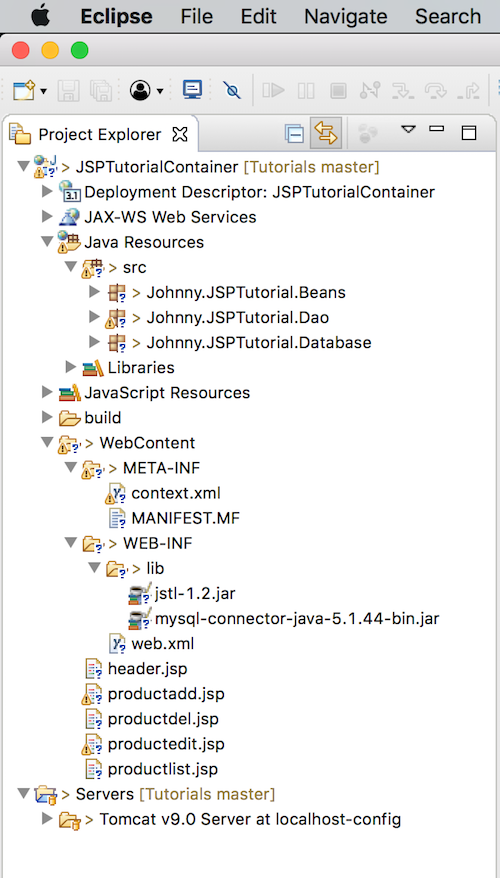 Eclipse File Edit Navigate Search
Project Explorer
> JSPTutorialContainer [Tutorials master]
3.1 Deployment Descriptor: JSPTutorialContainer
JAX-WS Web Services
Java Resources
> src
> Johnny.JSPTutorial.Beans
> Johnny.JSPTutorial.Dao
> Johnny.JSPTutorial.Database
Libraries
JavaScript Resources
build
> WebContent
> META-INF
context.xml
MANIFEST.MF
> WEB-INF
> lib
jstl-1.2.jar
mysql-connector-java-5.1.44-bin.jar
web.xml
header.jsp
productadd.jsp
productdel.jsp
productedit.jsp
productlist.jsp
> Servers [Tutorials master]
> Tomcat v9.0 Server at localhost-config